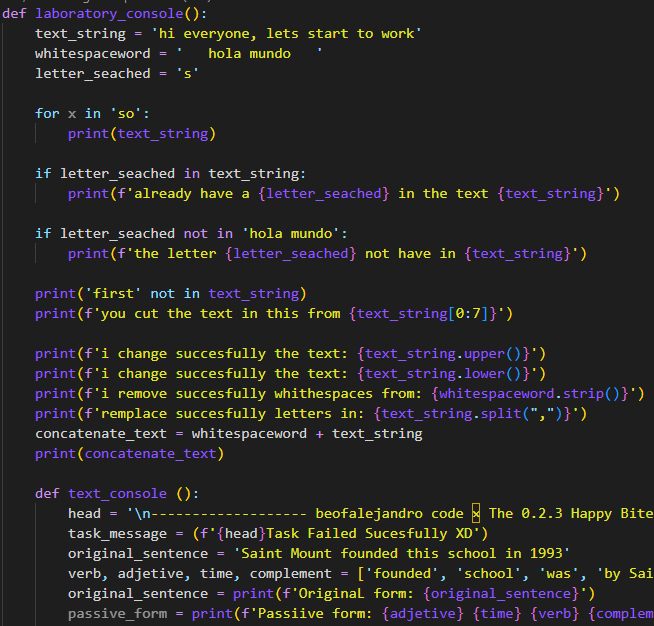 def laboratory_console():
    text_string = 'hi everyone, lets start to work'
    whitespaceword = '   hola mundo   '
    letter_seached = 's'

    for x in 'so':
        print(text_string)

    if letter_seached in text_string:
        print(f'already have a {letter_seached} in the text {text_string}')

    if letter_seached not in 'hola mundo':
        print(f'the letter {letter_seached} not have in {text_string}')

    print('first' not in text_string)
    print(f'you cut the text in this from {text_string[0:7]}')

    print(f'i change succesfully the text: {text_string.upper()}')
    print(f'i change succesfully the text: {text_string.lower()}')
    print(f'i remove succesfully whithespaces from: {whitespaceword.strip()}')
    print(f'remplace succesfully letters in: {text_string.split(",")}')
    concatenate_text = whitespaceword + text_string
    print(concatenate_text)

    def text_console ():
        head = '\n------------------- beofalejandro code x The 0.2.3 Happy Bite
        task_message = (f'{head}Task Failed Sucesfully XD')
        original_sentence = 'Saint Mount founded this school in 1993'
        verb, adjetive, time, complement = ['founded', 'school', 'was', 'by Sai
        original_sentence = print(f'OriginaL form: {original_sentence}')
        passive_form = print(f'Passiive form: {adjetive} {time} {verb} {complem